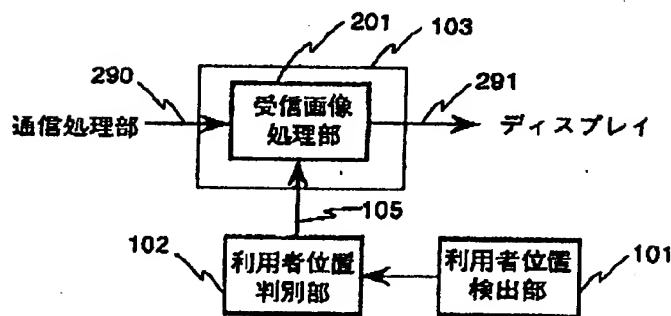 201
103
290
291
通信処理部
受信画像
処理部
ディスプレイ
105
102
利用者位置
判別部
利用者位置
検出部
101